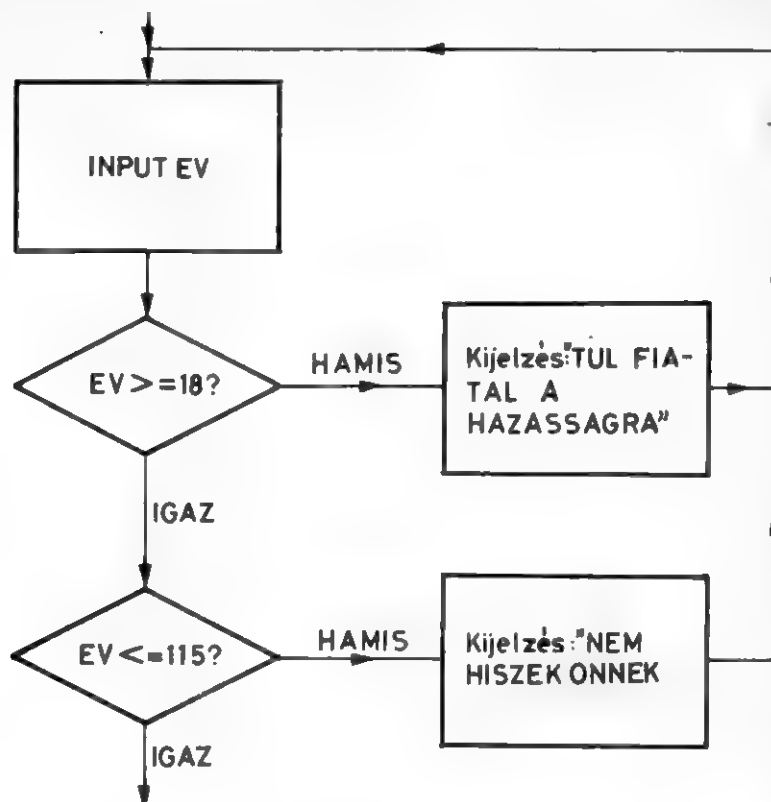 INPUT EV
EV>=18?
HAMIS
Kijelzés:"TUL FIA-
TAL A
HAZASSAGRA"
IGAZ
EV<=115?
HAMIS
Kijelzés:"NEM
HISZEK ONNEK
IGAZ